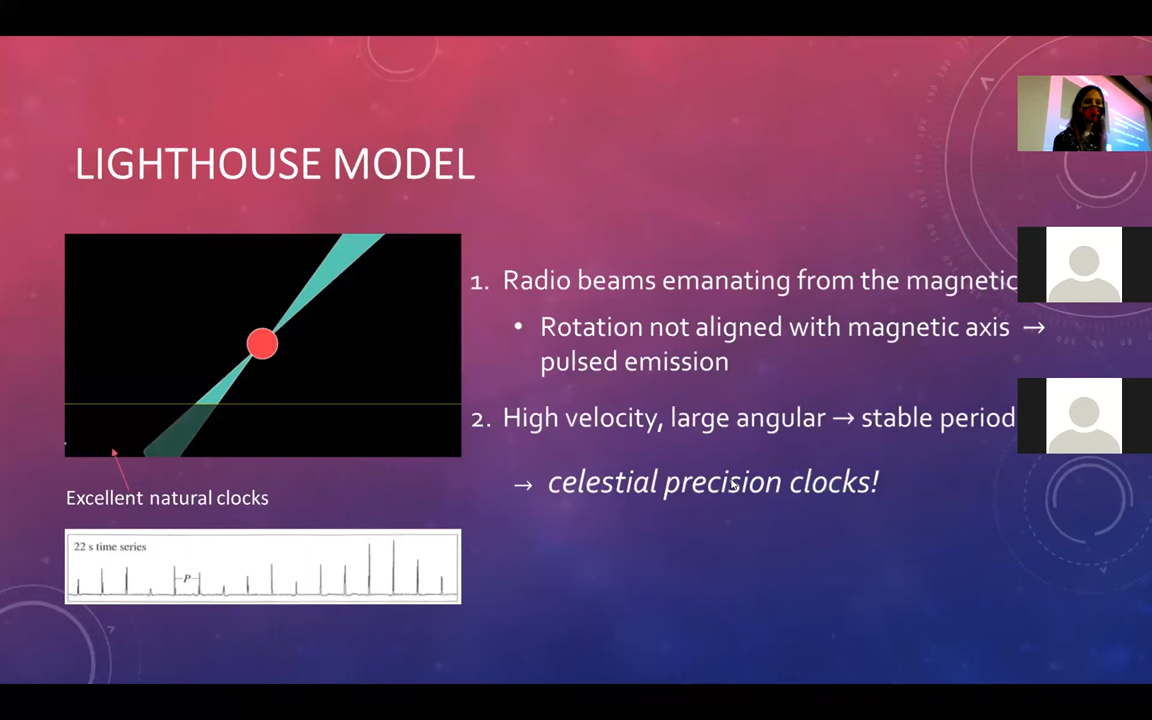 LIGHTHOUSE MODEL
1. Radio beams emanating from the magnetic
• Rotation not aligned with magnetic axis →
pulsed emission
2. High velocity, large angular → stable period
→ celestial precision clocks!
Excellent natural clocks
22 s time series
P